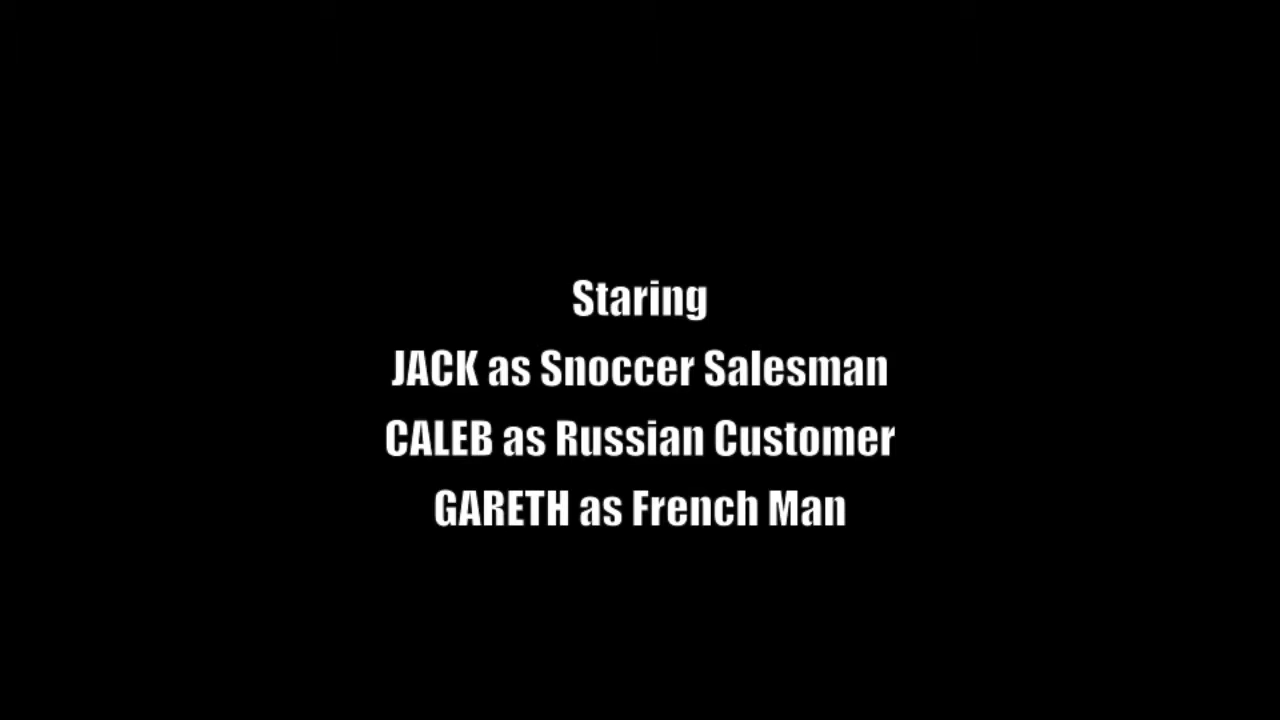 Staring
JACK as Snoccer Salesman
CALEB as Russian Customer
GARETH as French Man